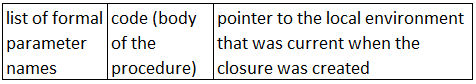 list of formal
parameter
names
code (body
of the
procedure)
pointer to the local environment
that was current when the
closure was created